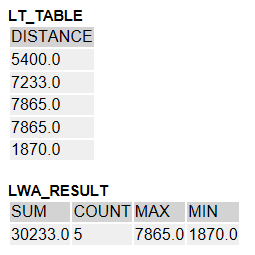 LT_TABLE
DISTANCE
5400.0
7233.0
7865.0
7865.0
1870.0
LWA_RESULT
SUM COUNT MAX MIN
30233.0 5 7865.0 1870.0